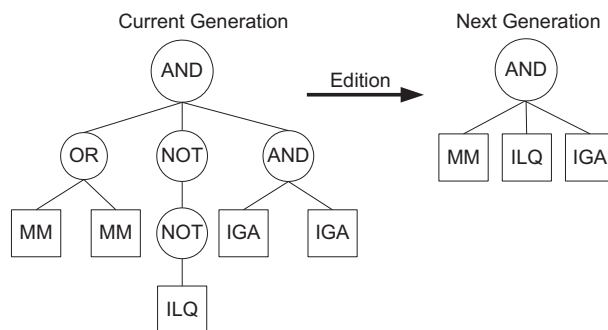 Current Generation
Next Generation
AND
Edition
AND
OR
NOT
AND
MM
ILQ
IGA
MM
MM
NOT
IGA
IGA
ILQ